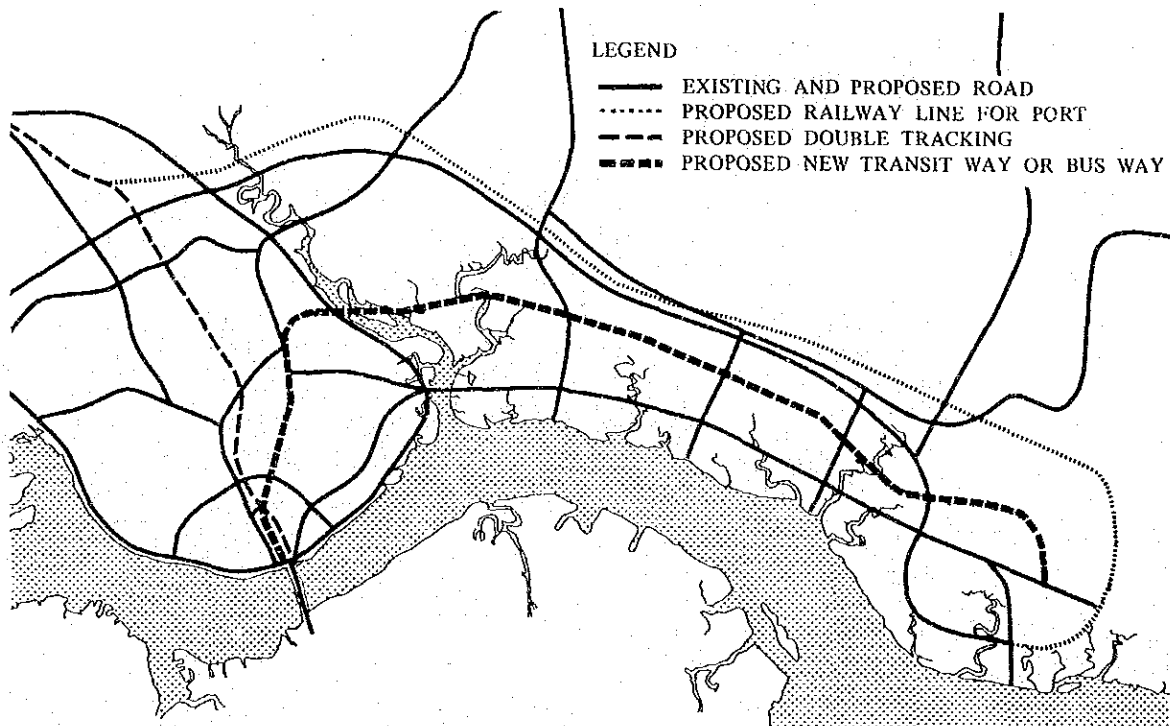 LEGEND
EXISTING AND PROPOSED ROAD
PROPOSED RAILWAY LINE FOR PORT
PROPOSED DOUBLE TRACKING
PROPOSED NEW TRANSIT WAY OR BUS WAY